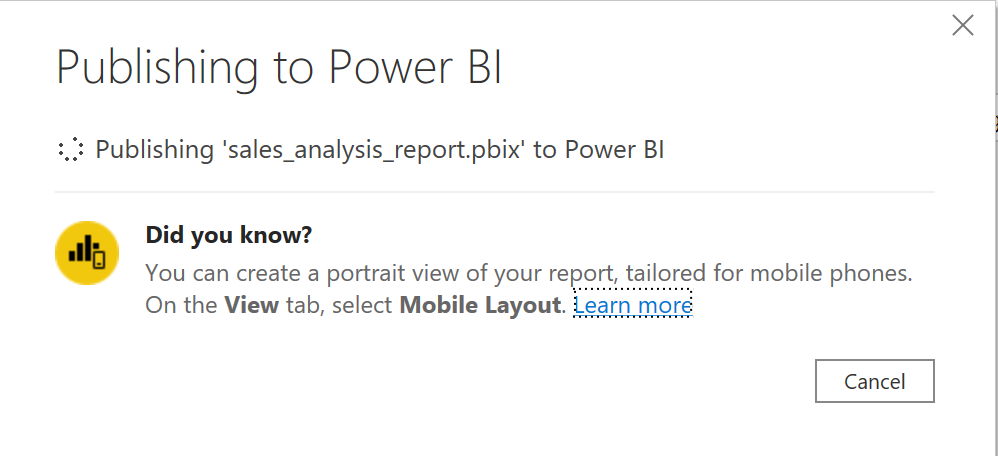 Publishing to Power BI
Publishing 'sales_analysis_report.pbix' to Power BI
Did you know?
You can create a portrait view of your report, tailored for mobile phones.
On the View tab, select Mobile Layout. Learn more
Cancel